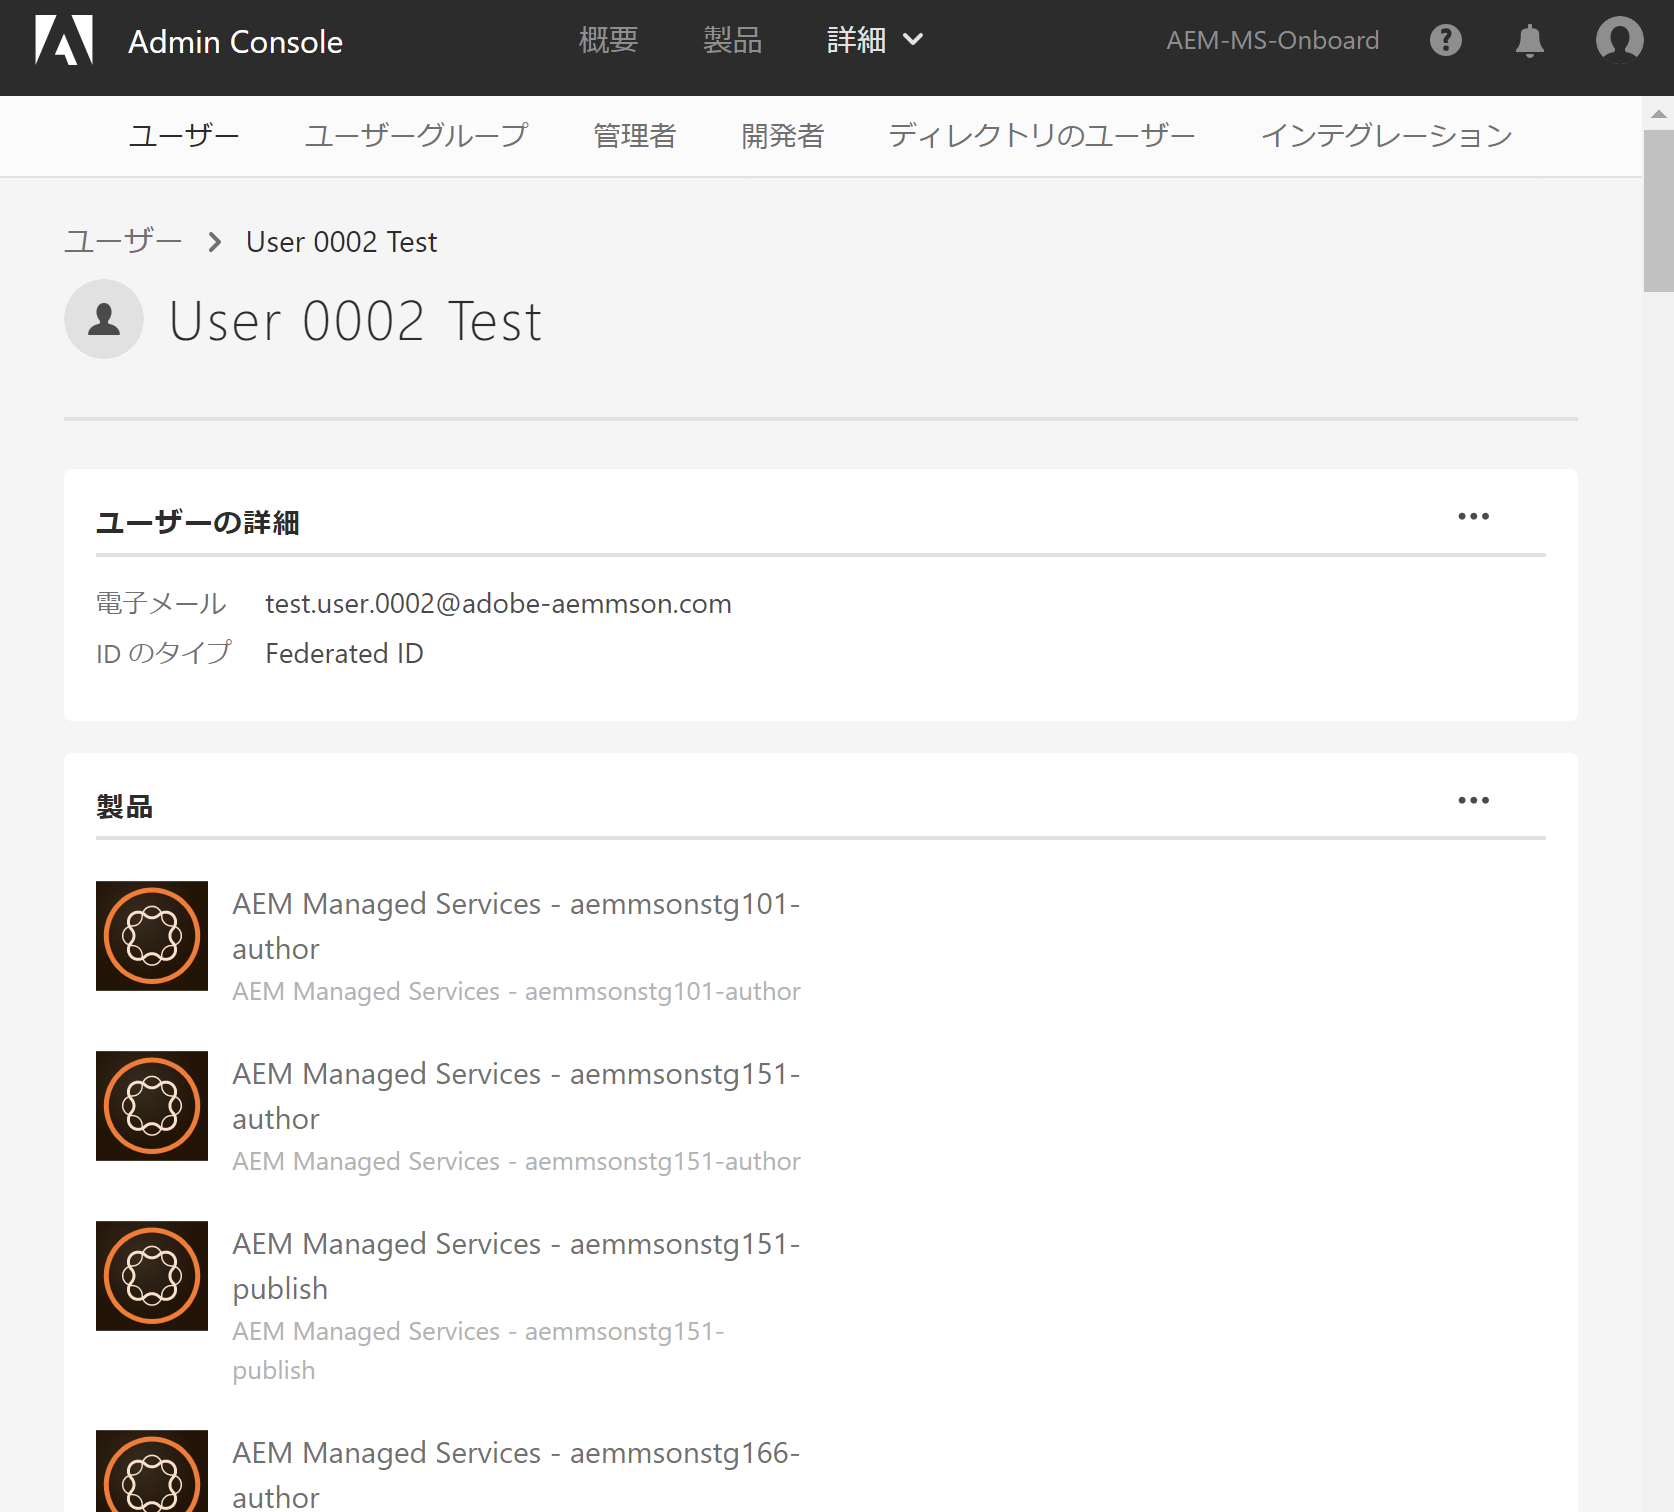 Admin Console
概要
製品
詳細
AEM-MS-Onboard
ユーザー
ユーザーグループ
管理者
開発者
ディレクトリのユーザー
インテグレーション
ユーザー
User 0002 Test
User 0002 Test
ユーザーの詳細
電子メール test.user.0002@adobe-aemmson.com
ID のタイプ Federated ID
製品
AEM Managed Services - aemmsonstg101-
author
AEM Managed Services - aemmsonstg101-author
AEM Managed Services - aemmsonstg151-
author
AEM Managed Services - aemmsonstg151-author
AEM Managed Services - aemmsonstg151-
publish
AEM Managed Services - aemmsonstg151-
publish
AEM Managed Services - aemmsonstg166-
author